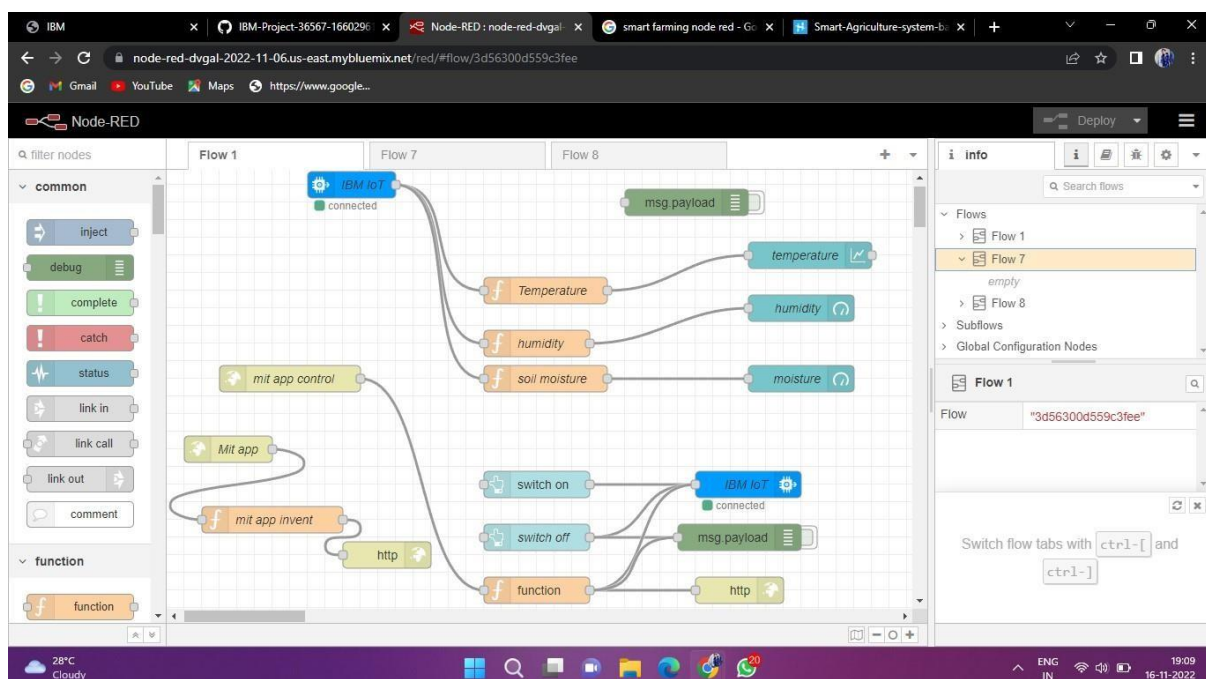 IBM
IBM-Project-36567-16602961
Node-RED : node-red-dvgal-
smart farming node red - Go
Smart-Agriculture-system-ba
node-red-dvgal-2022-11-06.us-east.mybluemix.net/red/#flow/3d56300d559c3fee
Gmail YouTube Maps https://www.google...
Node-RED
Deploy
filter nodes
Flow 1
Flow 7
Flow 8
info
i
Search flows
common
inject
debug
complete
catch
status
link in
link call
link out
comment
function
function
IBM IoT
connected
msg.payload
temperature
Temperature
humidity
humidity
mit app control
soil moisture
moisture
Mit app
switch on
IBM IoT
connected
mit app invent
switch off
msg.payload
http
function
http
Flows
Flow 1
Flow 7
empty
Flow 8
Subflows
Global Configuration Nodes
Flow 1
Flow "3d56300d559c3fee"
Switch flow tabs with ctrl-[ and
ctrl-]
28°C
Cloudy
20
ENG
IN
19:09
16-11-2022